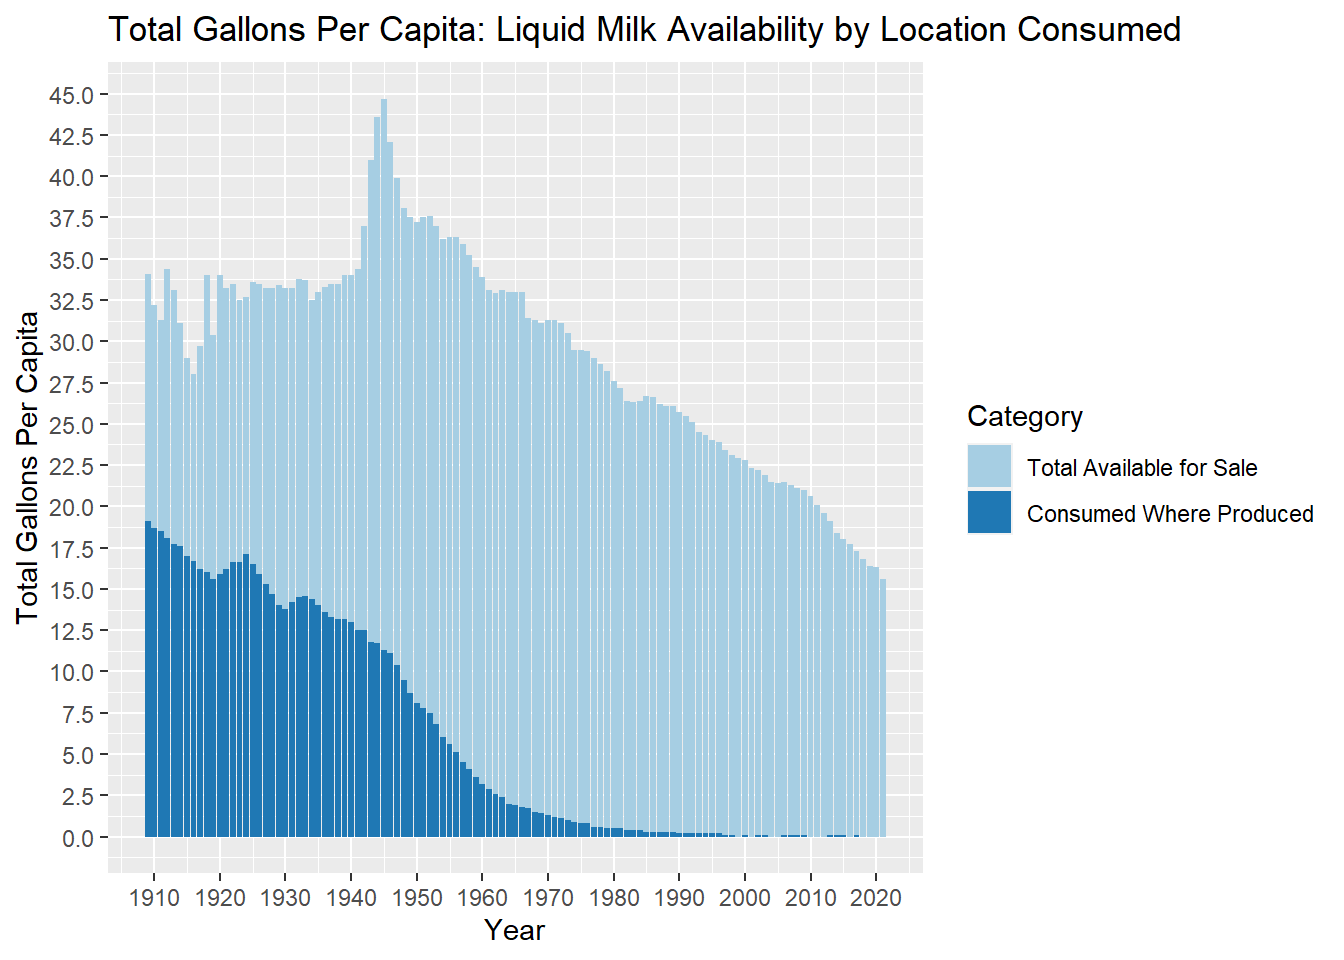 Total Gallons Per Capita: Liquid Milk Availability by Location Consumed
Total Gallons Per Capita
45.0
42.5
40.0
37.5
35.0
32.5
30.0
27.5
25.0
22.5
20.0
17.5
15.0
12.5
10.0
7.5
5.0
2.5
0.0
1910 1920 1930 1940 1950 1960 1970 1980 1990 2000 2010 2020
Year
Category
Total Available for Sale
Consumed Where Produced